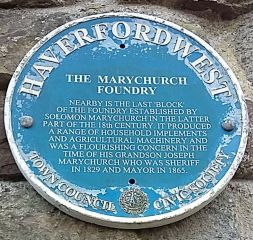 HAVERFORDWEST
THE MARYCHURCH
FOUNDRY
NEARBY IS THE LAST BLOCK
OF THE FOUNDRY ESTABLISHED BY
SOLOMON MARYCHURCH IN THE LATTER
PART OF THE 18th CENTURY. IT PRODUCED
A RANGE OF HOUSEHOLD IMPLEMENTS
AND AGRICULTURAL MACHINERY AND
WAS A FLOURISHING CONCERN IN THE
TIME OF HIS GRANDSON JOSEPH
MARYCHURCH WHO WAS SHERIFF
IN 1829 AND MAYOR IN 1865.
TOWN COUNCIL CIVIC SOCIETY